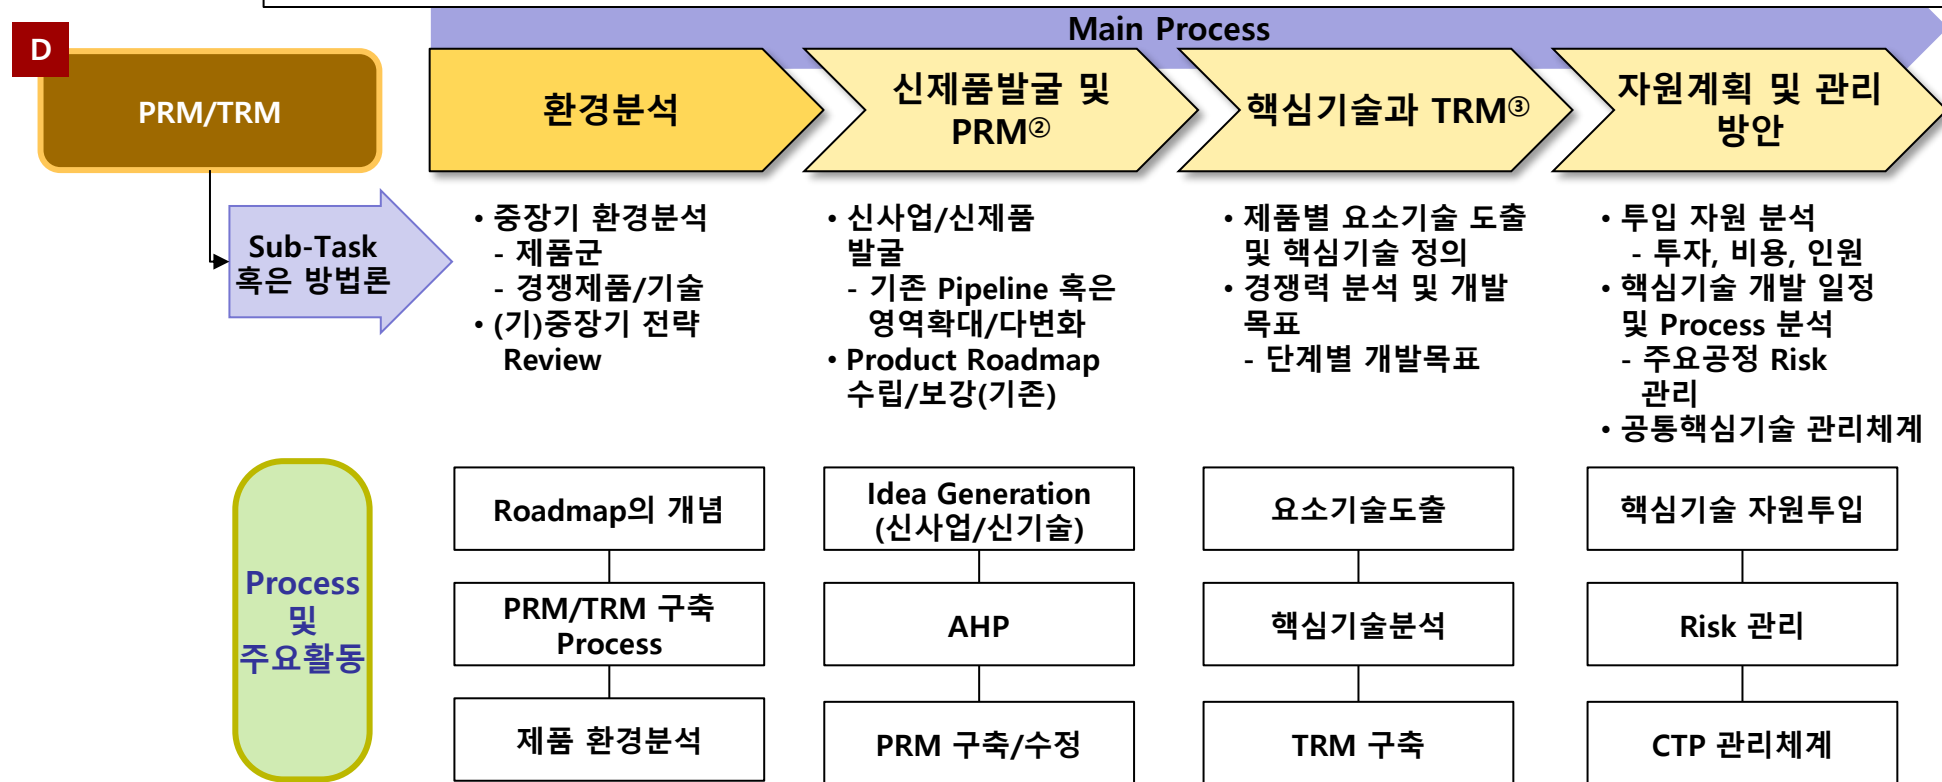 Main Process
D
PRM/TRM
환경분석
신제품발굴 및
PRM②
핵심기술과 TRM③
자원계획 및 관리
방안
Sub-Task
혹은 방법론
• 중장기 환경분석
- 제품군
- 경쟁제품/기술
• (기)중장기 전략
Review
• 신사업/신제품
발굴
- 기존 Pipeline 혹은
영역확대/다변화
• Product Roadmap
수립/보강(기존)
• 제품별 요소기술 도출
및 핵심기술 정의
• 경쟁력 분석 및 개발
목표
- 단계별 개발목표
• 투입 자원 분석
- 투자, 비용, 인원
• 핵심기술 개발 일정
및 Process 분석
- 주요공정 Risk
관리
• 공통핵심기술 관리체계
Process
및
주요활동
Roadmap의 개념
PRM/TRM 구축
Process
제품 환경분석
Idea Generation
(신사업/신기술)
AHP
PRM 구축/수정
요소기술도출
핵심기술분석
TRM 구축
핵심기술 자원투입
Risk 관리
CTP 관리체계